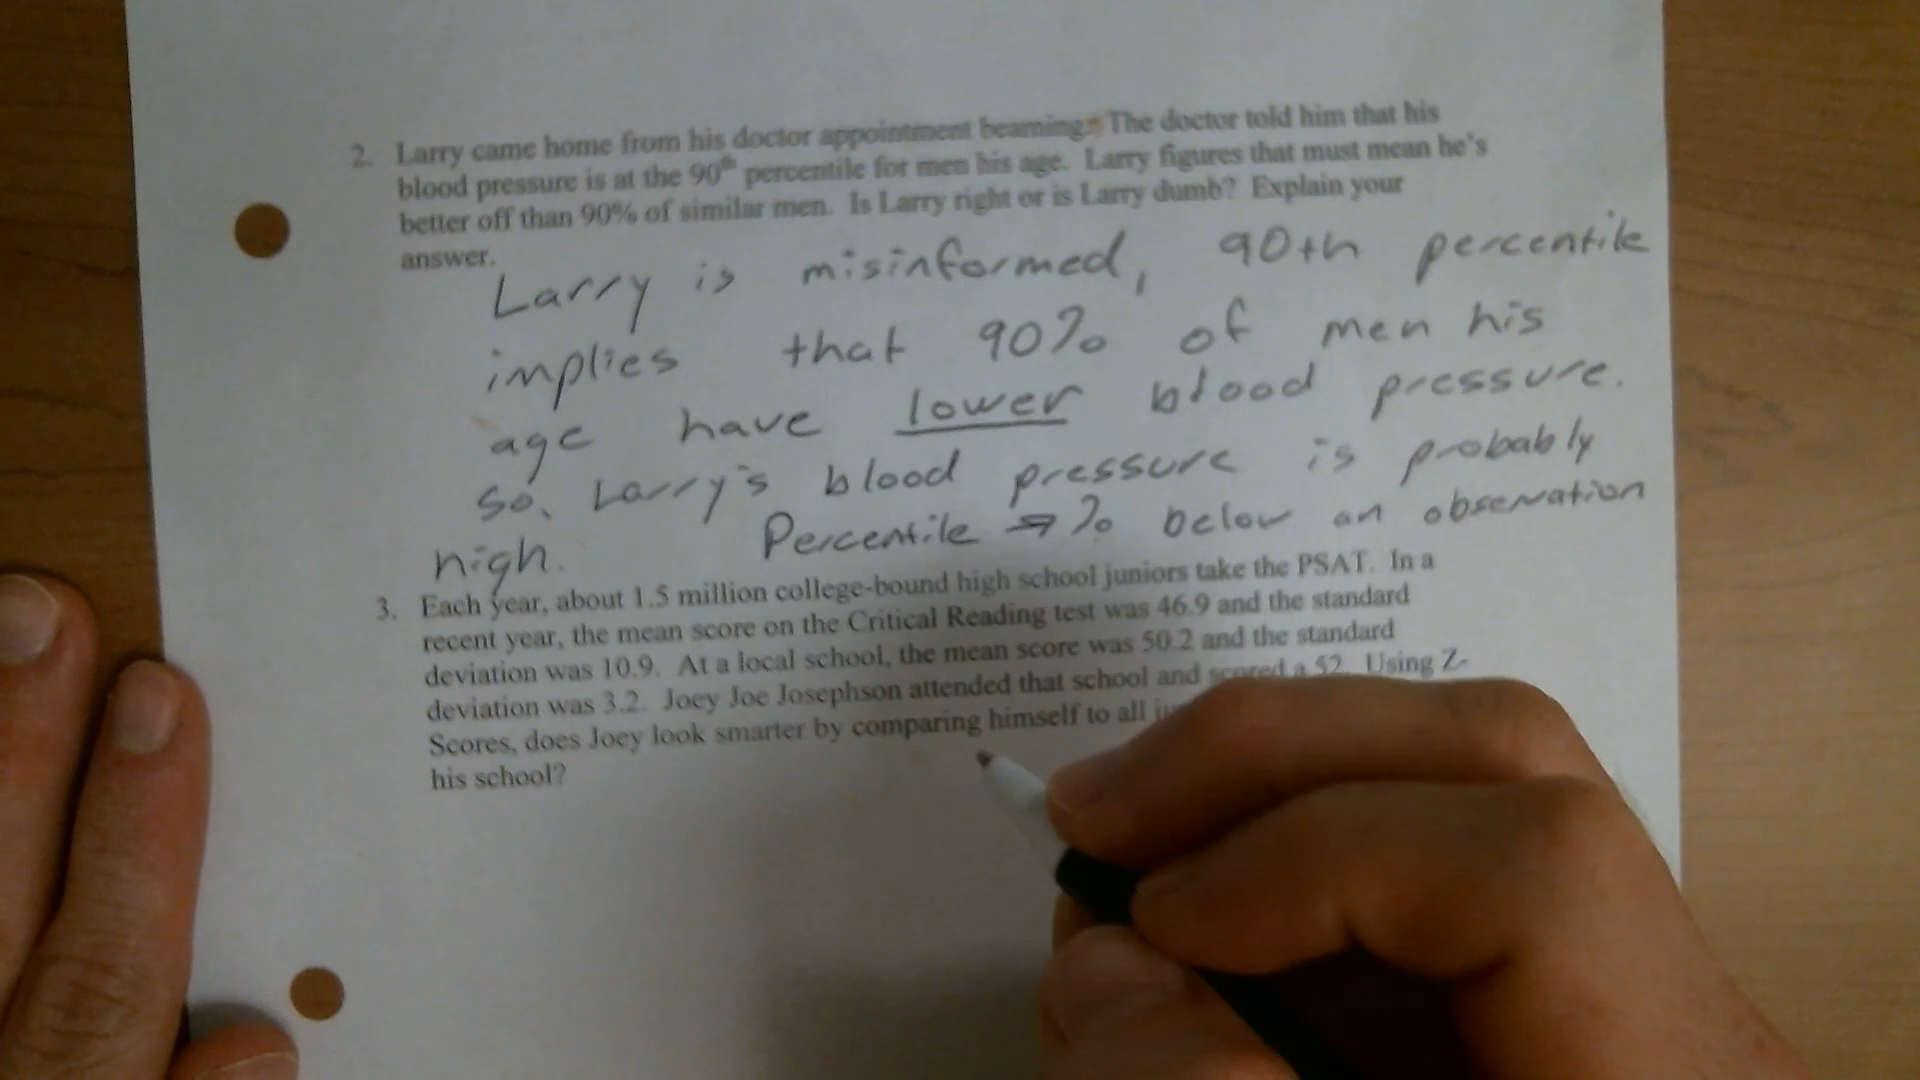 2. Larry came home from his doctor appointment beaming. The doctor told him that his
blood pressure is at the 90th percentile for men his age. Larry figures that must mean he's
better off than 90% of similar men. Is Larry right or is Larry dumb? Explain your
answer.
Larry is misinformed, 90th percentile
implies that 90% of men his
age have lower blood pressure.
So, Larry's blood pressure is probably
high.
Percentile → % below an observation
3. Each year, about 1.5 million college-bound high school juniors take the PSAT. In a
recent year, the mean score on the Critical Reading test was 46.9 and the standard
deviation was 10.9. At a local school, the mean score was 50.2 and the standard
deviation was 3.2. Joey Joe Josephson attended that school and scored a 52. Using Z-
Scores, does Joey look smarter by comparing himself to all
his school?